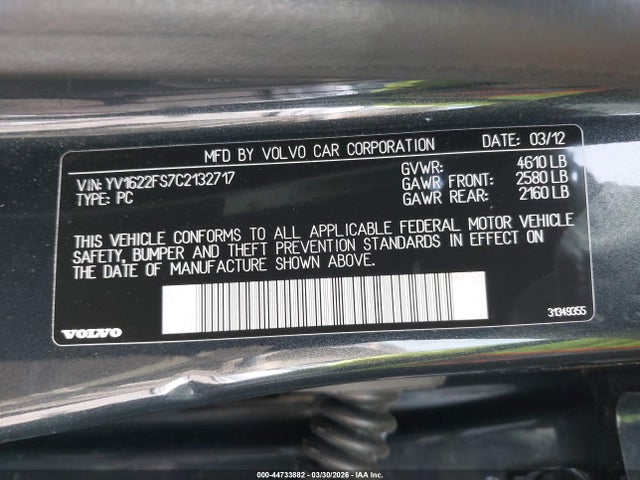 MFD BY VOLVO CAR CORPORATION DATE: 03/12
VIN: YV1622FS7C2132717 GVWR: 4610 LB
TYPE: PC GAWR FRONT: 2580 LB
GAWR REAR: 2160 LB
THIS VEHICLE CONFORMS TO ALL APPLICABLE FEDERAL MOTOR VEHICLE
SAFETY, BUMPER AND THEFT PREVENTION STANDARDS IN EFFECT ON
THE DATE OF MANUFACTURE SHOWN ABOVE.
VOLVO 31349355
000-44733882 - 03/30/2026 - IAA Inc.